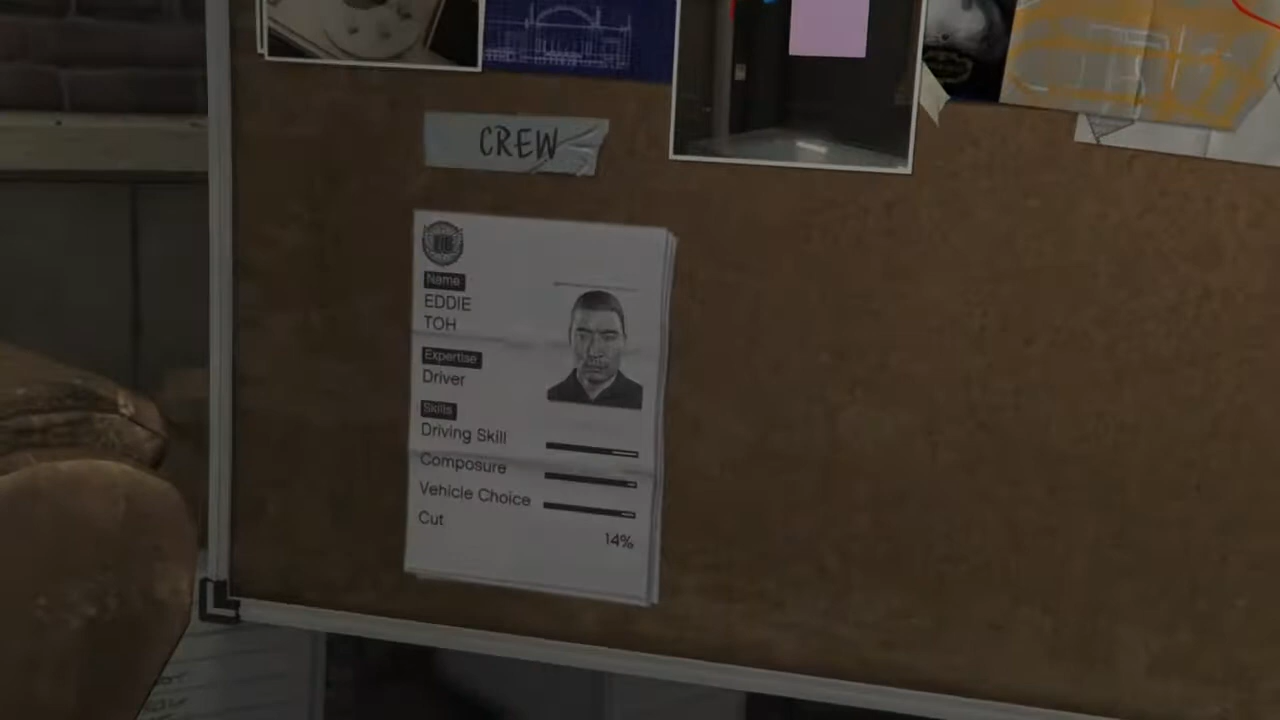 CREW
Name
EDDIE
TOH
Expertise
Driver
Skills
Driving Skill
Composure
Vehicle Choice
Cut
14%